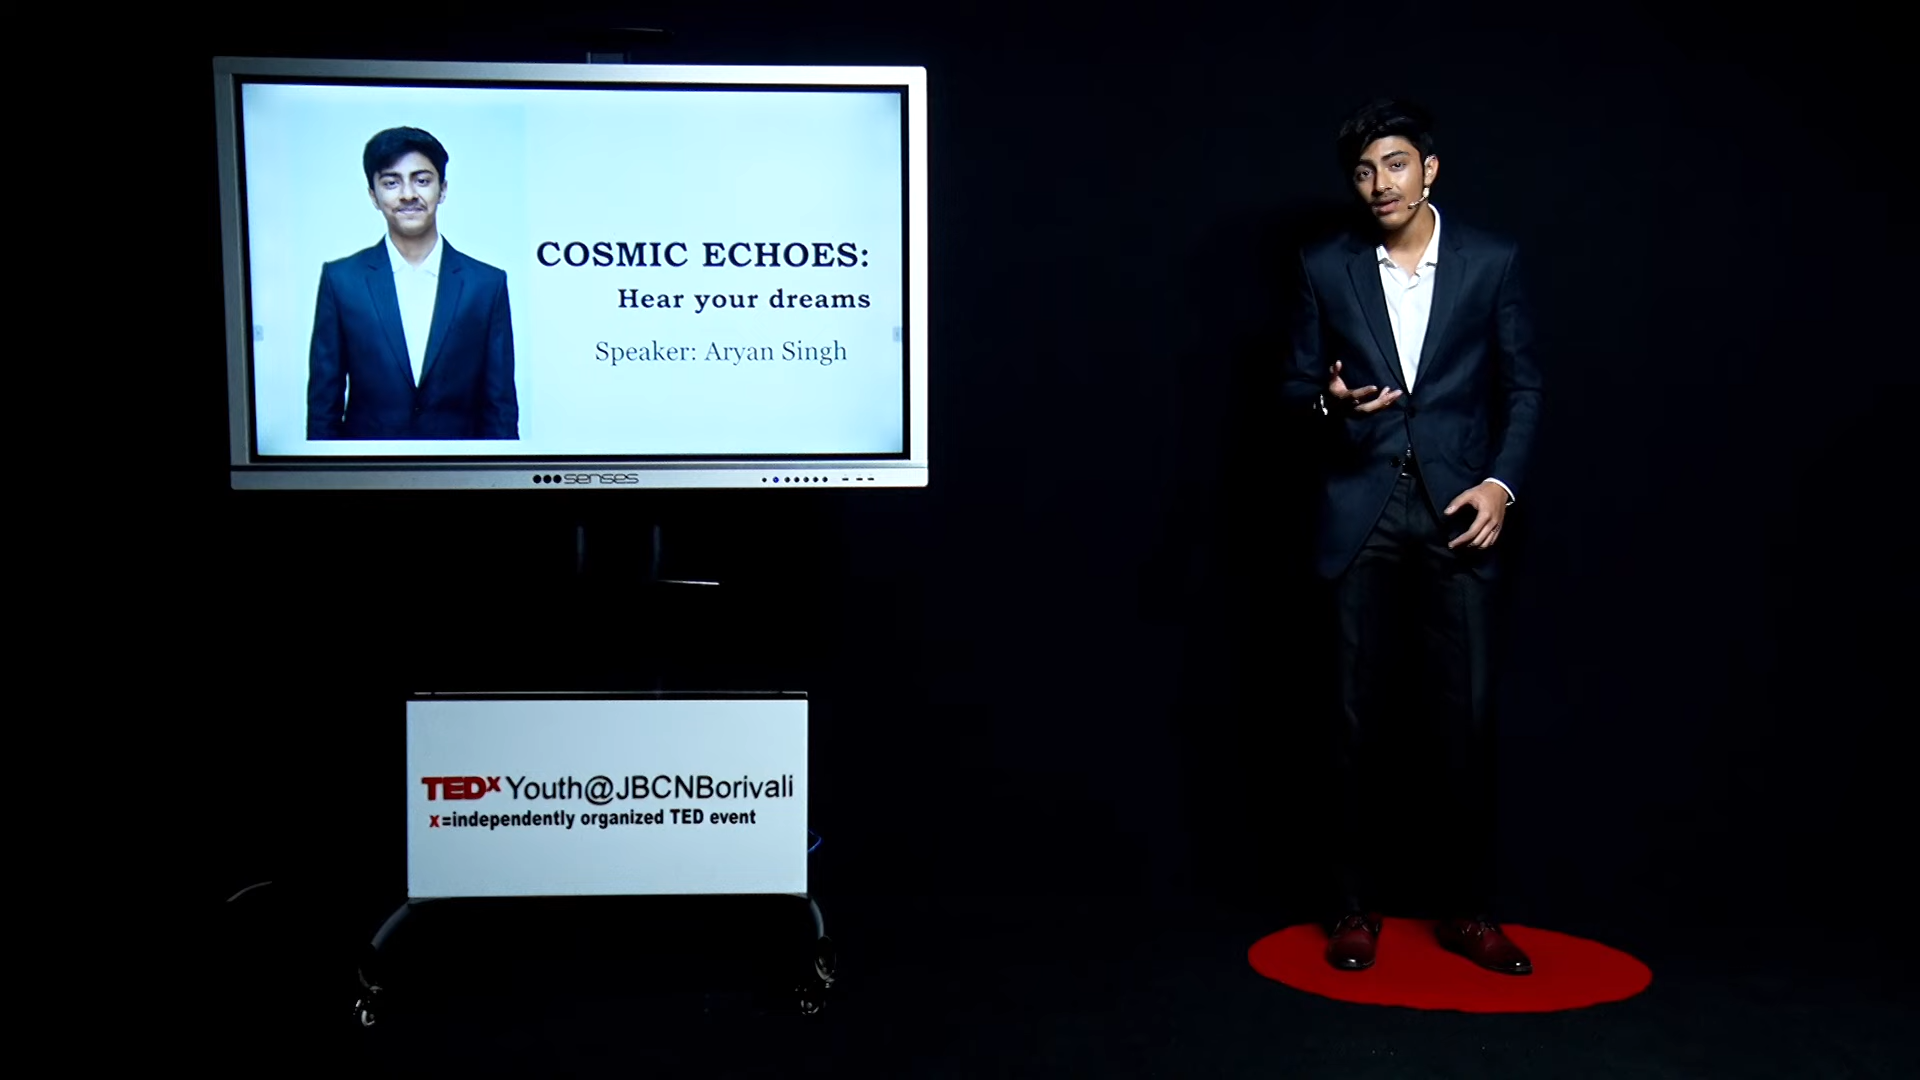 COSMIC ECHOES:
Hear your dreams
Speaker: Aryan Singh
senses
TEDx Youth@JBCNBorivali
x=independently organized TED event